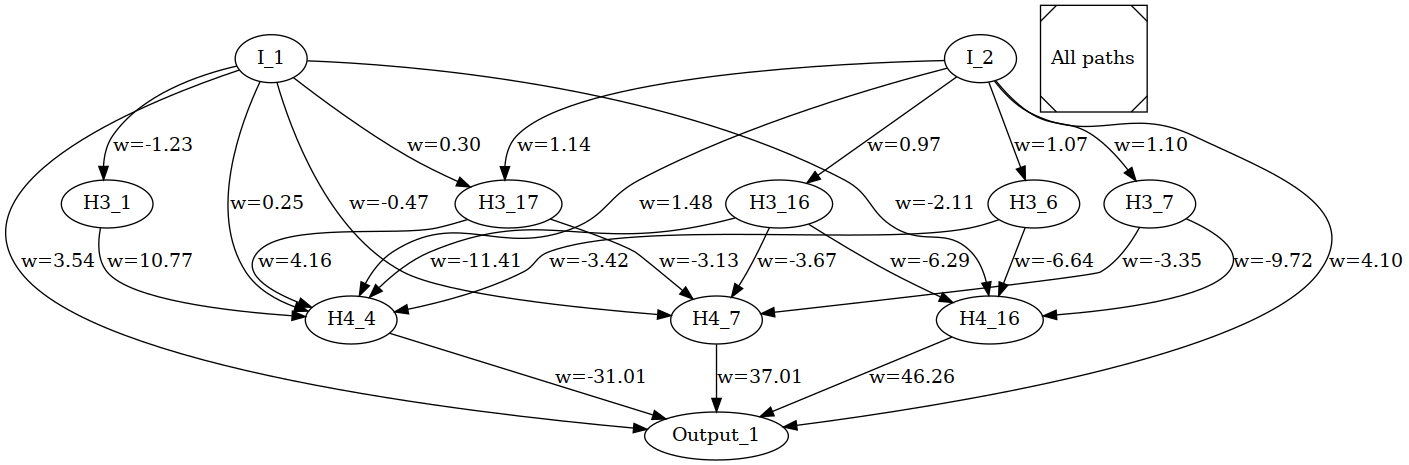 I_1
I_2
All paths
w=-1.23
w=0.30
w=1.14
w=0.97
w=1.07
w=1.10
H3_1
w=0.25
w=-0.47
H3_17
w=1.48
H3_16
w=-2.11
H3_6
H3_7
w=3.54
w=10.77
w=4.16
w=-11.41
w=-3.42
w=-3.13
w=-3.67
w=-6.29
w=-6.64
w=-3.35
w=-9.72
w=4.10
H4_4
H4_7
H4_16
w=-31.01
w=37.01
w=46.26
Output_1